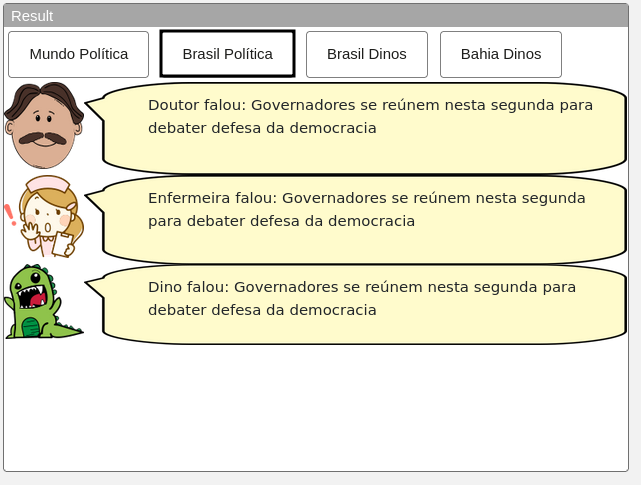 Result
Mundo Política
Brasil Política
Brasil Dinos
Bahia Dinos
Doutor falou: Governadores se reúnem nesta segunda para
debater defesa da democracia
Enfermeira falou: Governadores se reúnem nesta segunda
para debater defesa da democracia
Dino falou: Governadores se reúnem nesta segunda para
debater defesa da democracia